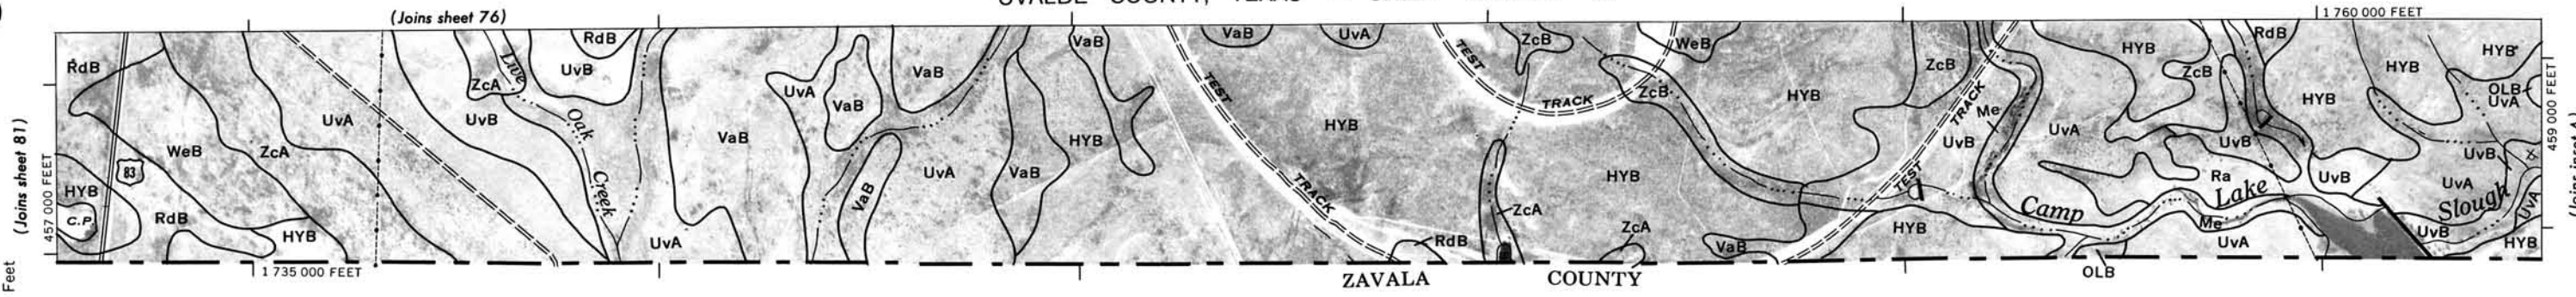 UVALDE COUNTY, TEXAS
(Joins sheet 76)
1 760 000 FEET
(Joins sheet 81)
457 000 FEET
459 000 FEET
Feet
RdB
RdB
UvB
ZcA
Live
Oak
Creek
UvA
UvB
WeB
ZcA
83
HYB
C.P.
RdB
HYB
1 735 000 FEET
UvA
VaB
UvA
VaB
VaB
VaB
UvA
VaB
VaB
HYB
VaB
UvA
TEST
TRACK
HYB
TEST
TRACK
ZcB
WeB
ZcB
HYB
HYB
ZcA
ZcA
RdB
VaB
ZcB
TRACK
TEST
Me
UvB
HYB
HYB
ZcB
UvA
RdB
UvB
Ra
Camp
Lake
Slough
Me
UvA
OLB
HYB
HYB
HYB
OLB
UvA
UvB
UvB
UvA
UvA
UvB
HYB
ZAVALA COUNTY